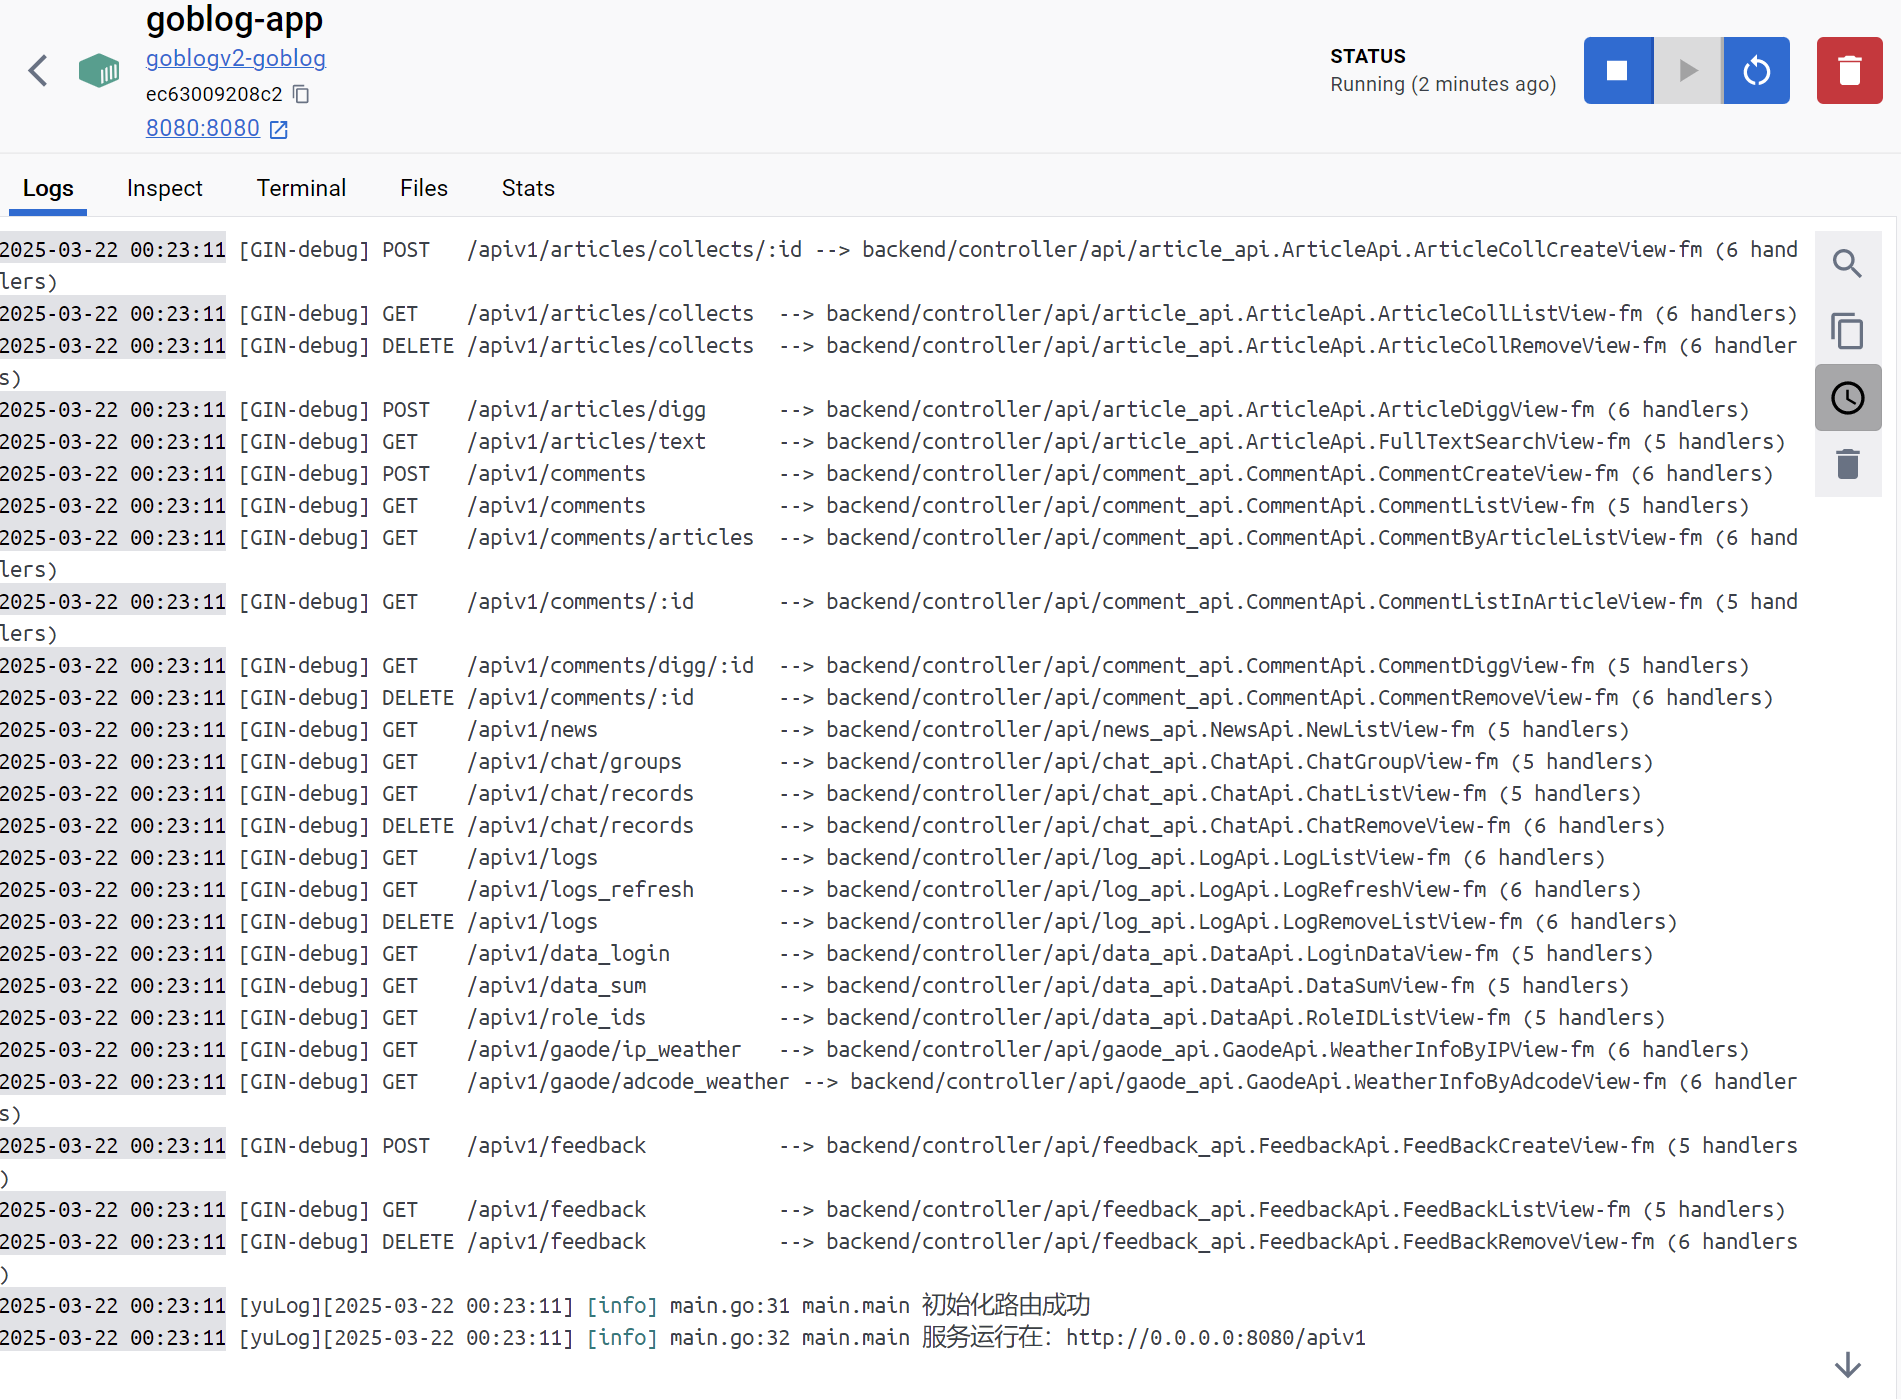 goblog-app
goblogv2-goblog
ec63009208c2
8080:8080
STATUS
Running (2 minutes ago)
Logs Inspect Terminal Files Stats
2025-03-22 00:23:11 [GIN-debug] POST   /apiv1/articles/collects/:id --> backend/controller/api/article_api.ArticleApi.ArticleCollCreateView-fm (6 hand
lers)
2025-03-22 00:23:11 [GIN-debug] GET    /apiv1/articles/collects  --> backend/controller/api/article_api.ArticleApi.ArticleCollListView-fm (6 handlers)
2025-03-22 00:23:11 [GIN-debug] DELETE /apiv1/articles/collects  --> backend/controller/api/article_api.ArticleApi.ArticleCollRemoveView-fm (6 handler
s)
2025-03-22 00:23:11 [GIN-debug] POST   /apiv1/articles/digg      --> backend/controller/api/article_api.ArticleApi.ArticleDiggView-fm (6 handlers)
2025-03-22 00:23:11 [GIN-debug] GET    /apiv1/articles/text      --> backend/controller/api/article_api.ArticleApi.FullTextSearchView-fm (5 handlers)
2025-03-22 00:23:11 [GIN-debug] POST   /apiv1/comments           --> backend/controller/api/comment_api.CommentApi.CommentCreateView-fm (6 handlers)
2025-03-22 00:23:11 [GIN-debug] GET    /apiv1/comments           --> backend/controller/api/comment_api.CommentApi.CommentListView-fm (5 handlers)
2025-03-22 00:23:11 [GIN-debug] GET    /apiv1/comments/articles  --> backend/controller/api/comment_api.CommentApi.CommentByArticleListView-fm (6 hand
lers)
2025-03-22 00:23:11 [GIN-debug] GET    /apiv1/comments/:id       --> backend/controller/api/comment_api.CommentApi.CommentListInArticleView-fm (5 hand
lers)
2025-03-22 00:23:11 [GIN-debug] GET    /apiv1/comments/digg/:id  --> backend/controller/api/comment_api.CommentApi.CommentDiggView-fm (5 handlers)
2025-03-22 00:23:11 [GIN-debug] DELETE /apiv1/comments/:id       --> backend/controller/api/comment_api.CommentApi.CommentRemoveView-fm (6 handlers)
2025-03-22 00:23:11 [GIN-debug] GET    /apiv1/news               --> backend/controller/api/news_api.NewsApi.NewListView-fm (5 handlers)
2025-03-22 00:23:11 [GIN-debug] GET    /apiv1/chat/groups        --> backend/controller/api/chat_api.ChatApi.ChatGroupView-fm (5 handlers)
2025-03-22 00:23:11 [GIN-debug] GET    /apiv1/chat/records       --> backend/controller/api/chat_api.ChatApi.ChatListView-fm (5 handlers)
2025-03-22 00:23:11 [GIN-debug] DELETE /apiv1/chat/records       --> backend/controller/api/chat_api.ChatApi.ChatRemoveView-fm (6 handlers)
2025-03-22 00:23:11 [GIN-debug] GET    /apiv1/logs               --> backend/controller/api/log_api.LogApi.LogListView-fm (6 handlers)
2025-03-22 00:23:11 [GIN-debug] GET    /apiv1/logs_refresh       --> backend/controller/api/log_api.LogApi.LogRefreshView-fm (6 handlers)
2025-03-22 00:23:11 [GIN-debug] DELETE /apiv1/logs               --> backend/controller/api/log_api.LogApi.LogRemoveListView-fm (6 handlers)
2025-03-22 00:23:11 [GIN-debug] GET    /apiv1/data_login         --> backend/controller/api/data_api.DataApi.LoginDataView-fm (5 handlers)
2025-03-22 00:23:11 [GIN-debug] GET    /apiv1/data_sum           --> backend/controller/api/data_api.DataApi.DataSumView-fm (5 handlers)
2025-03-22 00:23:11 [GIN-debug] GET    /apiv1/role_ids           --> backend/controller/api/data_api.DataApi.RoleIDListView-fm (5 handlers)
2025-03-22 00:23:11 [GIN-debug] GET    /apiv1/gaode/ip_weather   --> backend/controller/api/gaode_api.GaodeApi.WeatherInfoByIPView-fm (6 handlers)
2025-03-22 00:23:11 [GIN-debug] GET    /apiv1/gaode/adcode_weather --> backend/controller/api/gaode_api.GaodeApi.WeatherInfoByAdcodeView-fm (6 handler
s)
2025-03-22 00:23:11 [GIN-debug] POST   /apiv1/feedback           --> backend/controller/api/feedback_api.FeedbackApi.FeedBackCreateView-fm (5 handlers
)
2025-03-22 00:23:11 [GIN-debug] GET    /apiv1/feedback           --> backend/controller/api/feedback_api.FeedbackApi.FeedBackListView-fm (5 handlers)
2025-03-22 00:23:11 [GIN-debug] DELETE /apiv1/feedback           --> backend/controller/api/feedback_api.FeedbackApi.FeedBackRemoveView-fm (6 handlers
)
2025-03-22 00:23:11 [yuLog][2025-03-22 00:23:11] [info] main.go:31 main.main 初始化路由成功
2025-03-22 00:23:11 [yuLog][2025-03-22 00:23:11] [info] main.go:32 main.main 服务运行在：http://0.0.0.0:8080/apiv1